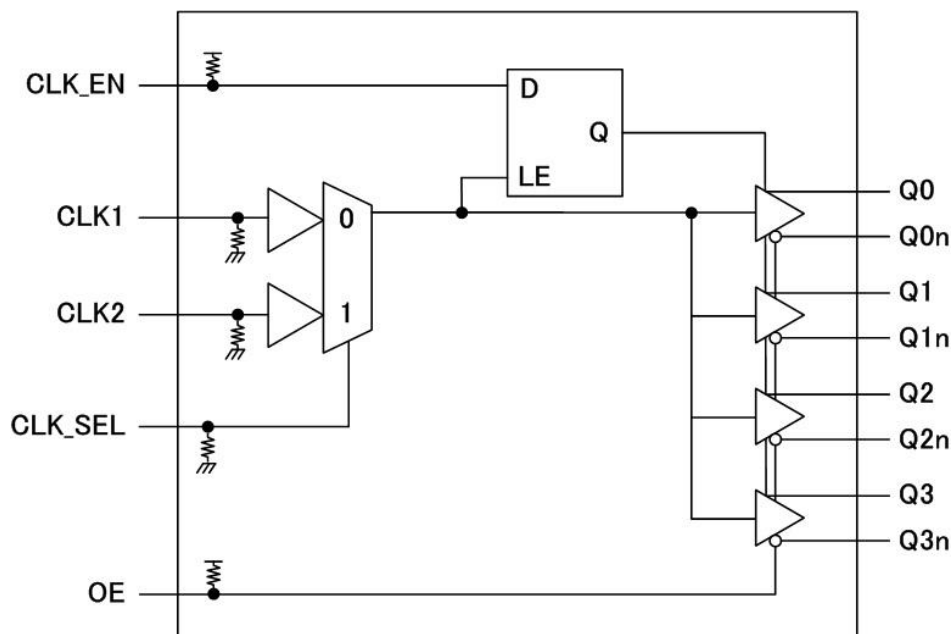 CLK_EN
D
Q
LE
CLK1
0
CLK2
1
CLK_SEL
OE
Q0
Q0n
Q1
Q1n
Q2
Q2n
Q3
Q3n